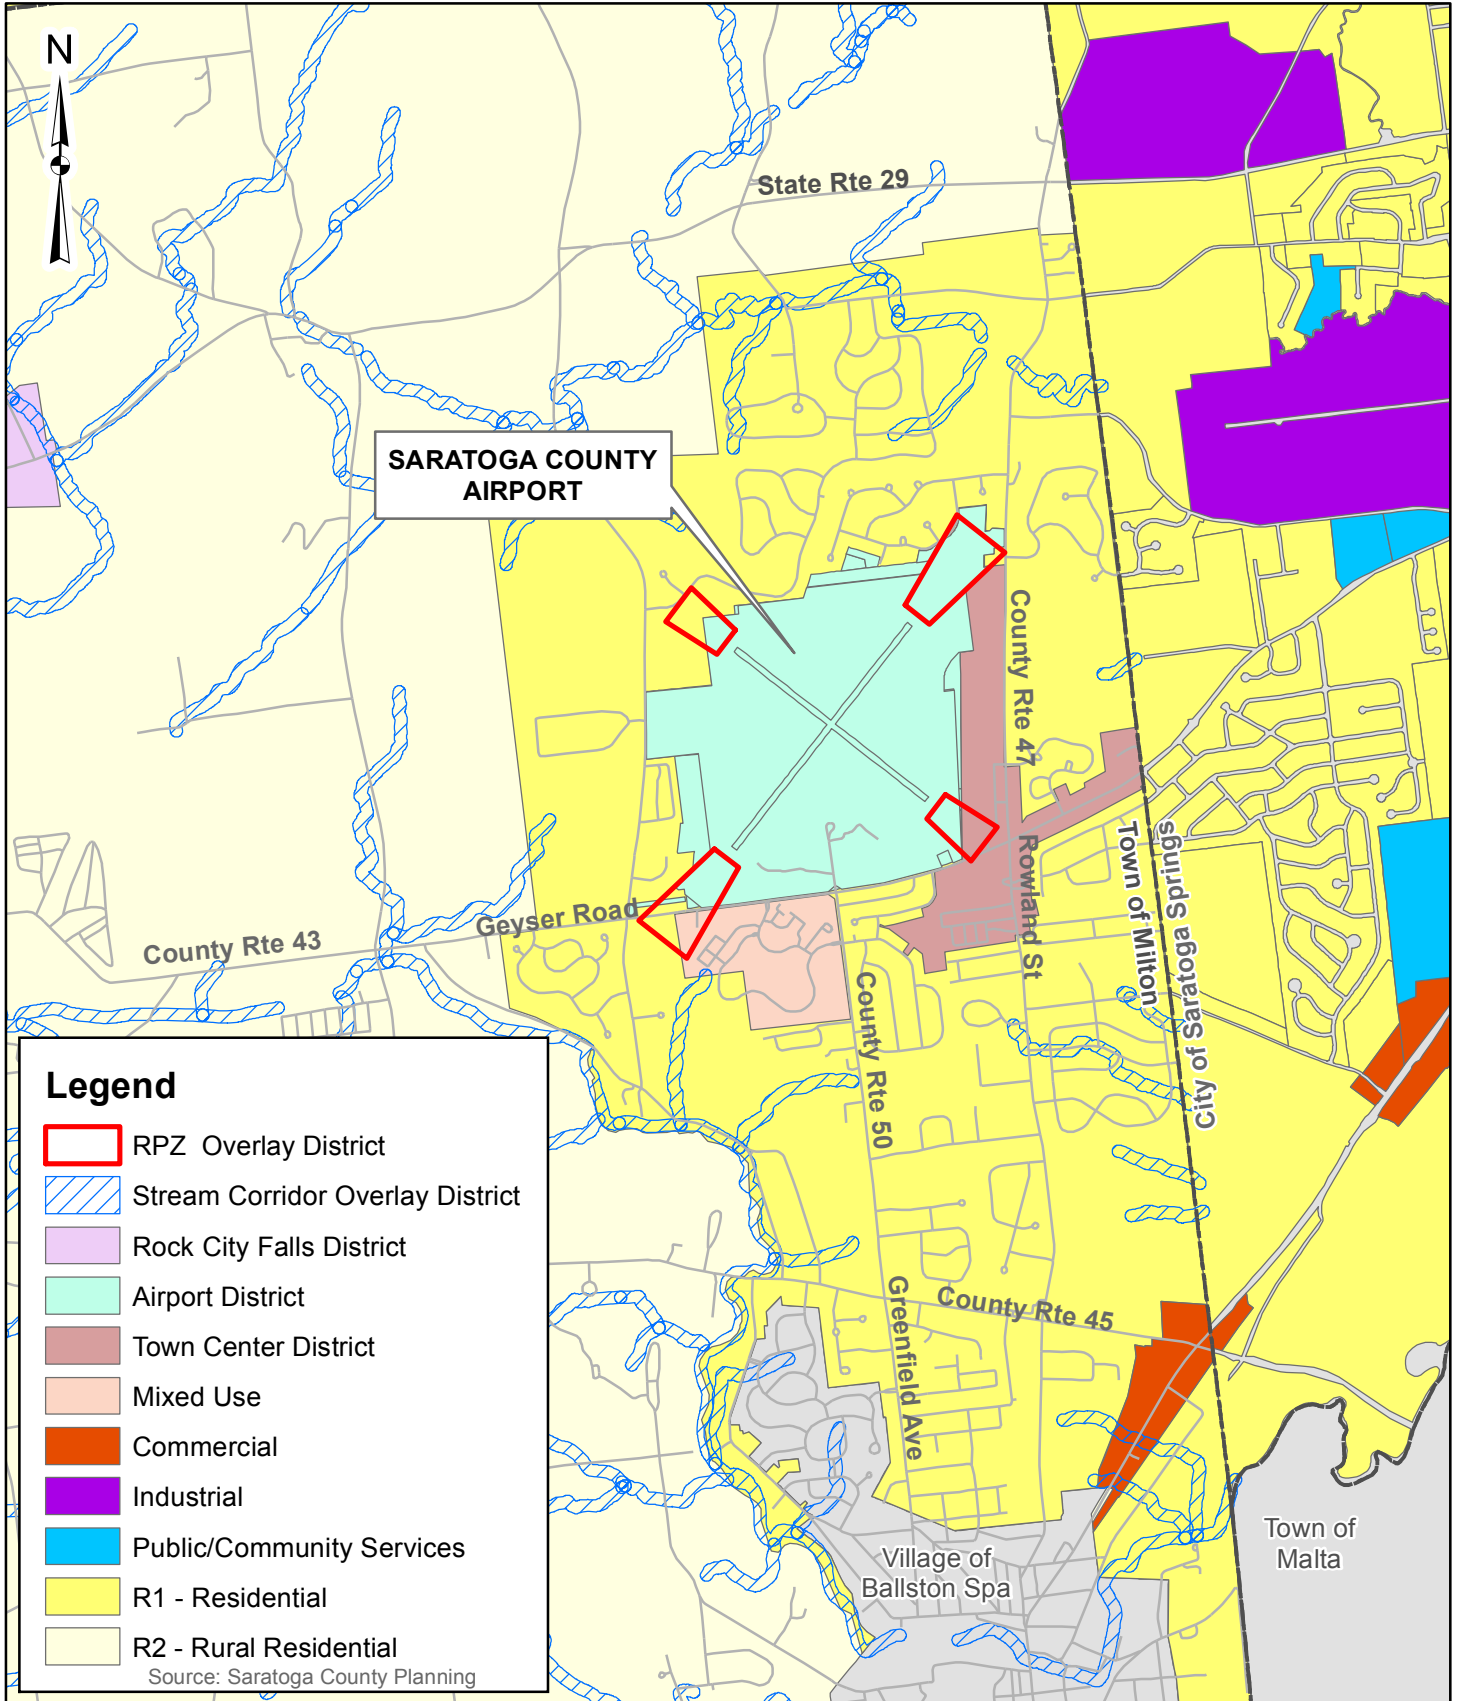 N
State Rte 29
SARATOGA COUNTY
AIRPORT
County Rte 47
Rowland St
Town of Milton
City of Saratoga Springs
Geyser Road
County Rte 43
County Rte 50
Greenfield Ave
County Rte 45
Village of
Ballston Spa
Town of
Malta
Legend
RPZ Overlay District
Stream Corridor Overlay District
Rock City Falls District
Airport District
Town Center District
Mixed Use
Commercial
Industrial
Public/Community Services
R1 - Residential
R2 - Rural Residential
Source: Saratoga County Planning